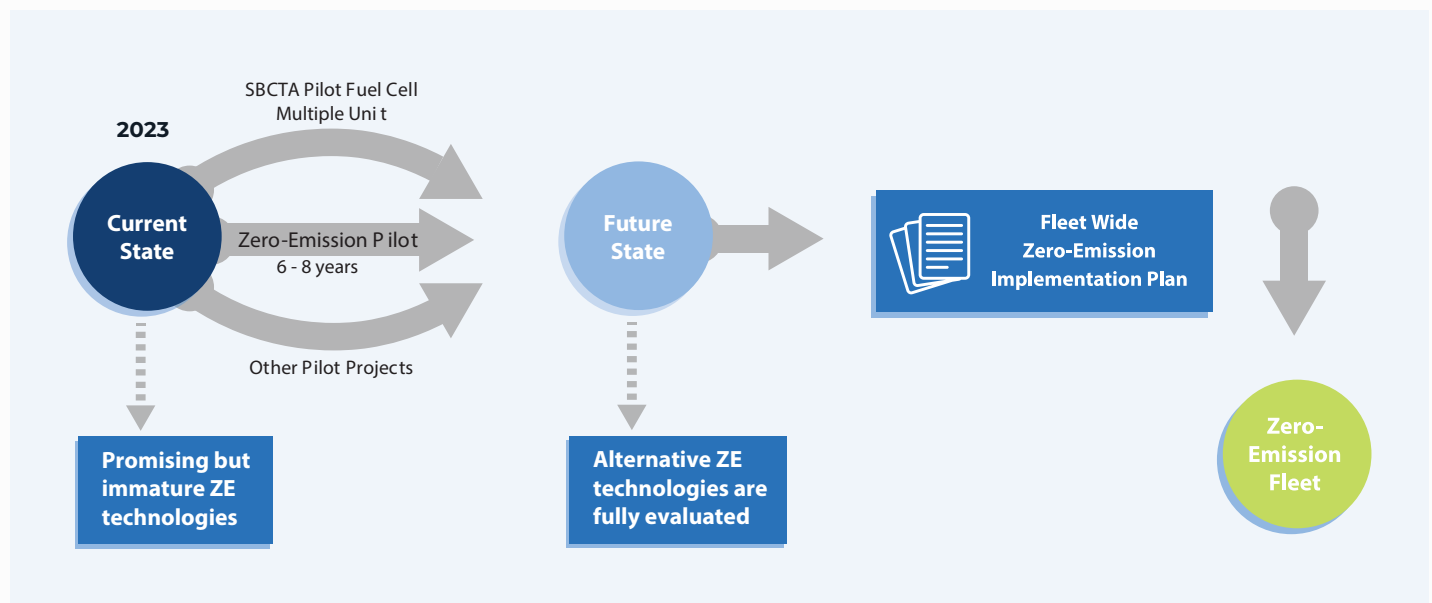 SBCTA Pilot Fuel Cell
Multiple Unit
2023
Current
State
Zero-Emission Pilot
6 - 8 years
Other Pilot Projects
Promising but
immature ZE
technologies
Future
State
Alternative ZE
technologies are
fully evaluated
Fleet Wide
Zero-Emission
Implementation Plan
Zero-
Emission
Fleet